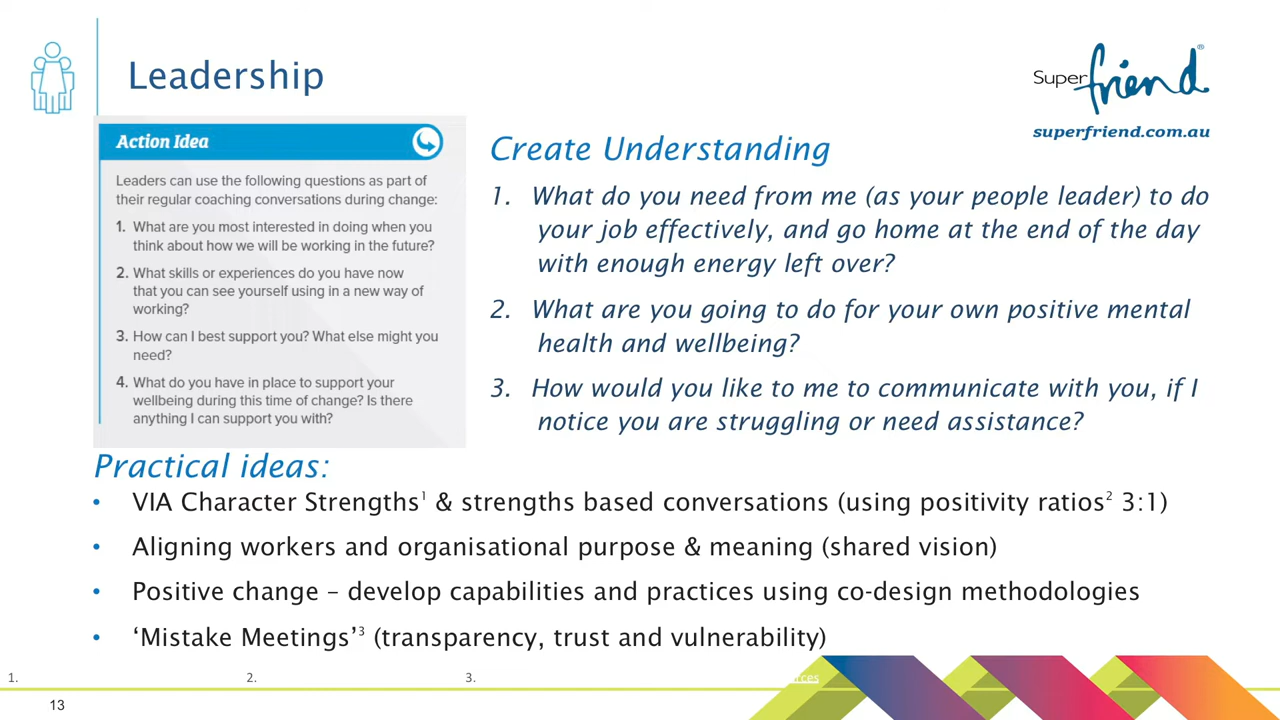 Leadership
Super friend®
superfriend.com.au
Action Idea
Leaders can use the following questions as part of
their regular coaching conversations during change:
1. What are you most interested in doing when you
think about how we will be working in the future?
2. What skills or experiences do you have now
that you can see yourself using in a new way of
working?
3. How can I best support you? What else might you
need?
4. What do you have in place to support your
wellbeing during this time of change? Is there
anything I can support you with?
Create Understanding
1. What do you need from me (as your people leader) to do
your job effectively, and go home at the end of the day
with enough energy left over?
2. What are you going to do for your own positive mental
health and wellbeing?
3. How would you like to me to communicate with you, if I
notice you are struggling or need assistance?
Practical ideas:
• VIA Character Strengths¹ & strengths based conversations (using positivity ratios² 3:1)
• Aligning workers and organisational purpose & meaning (shared vision)
• Positive change – develop capabilities and practices using co-design methodologies
• ‘Mistake Meetings’³ (transparency, trust and vulnerability)
1. 2. 3.
13